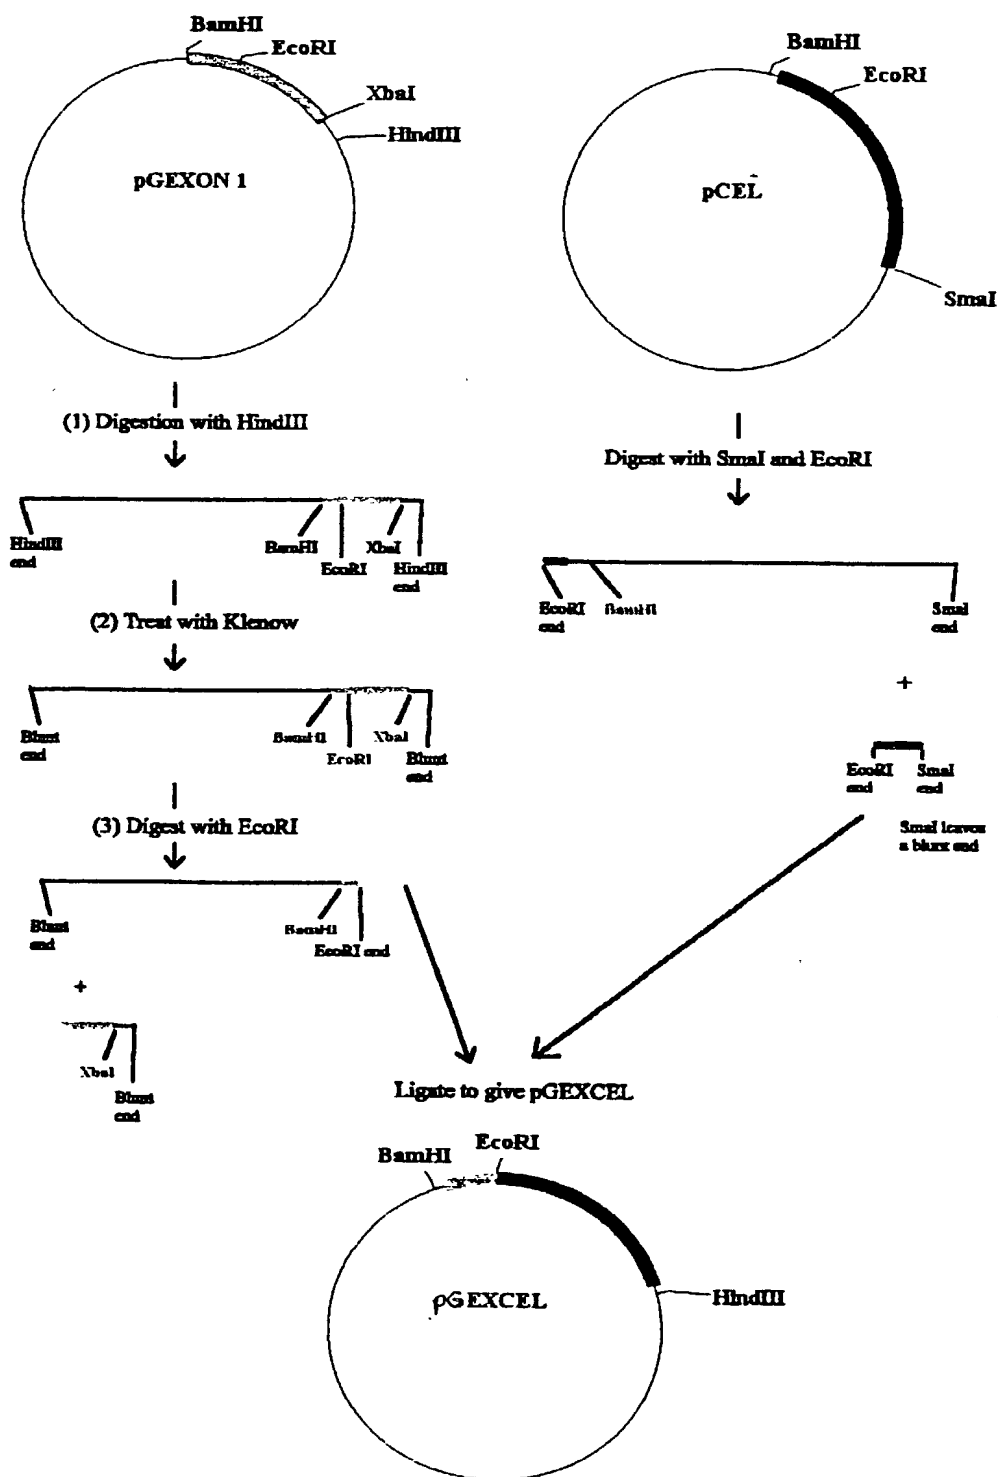 BamHI
EcoRI
XbaI
HindIII
pGEXON 1
BamHI
EcoRI
pCEL
SmaI
(1) Digestion with HindIII
Digest with SmaI and EcoRI
HindIII
end
BamHI
EcoRI
XbaI
HindIII
end
EcoRI
end
BamHI
SmaI
end
(2) Treat with Klenow
+
Blunt
end
BamHI
EcoRI
XbaI
Blunt
end
EcoRI
end
SmaI
end
SmaI leaves
a blunt end
(3) Digest with EcoRI
Blunt
end
BamHI
EcoRI end
+
XbaI
Blunt
end
Ligate to give pGEXCEL
BamHI
EcoRI
pGEXCEL
HindIII